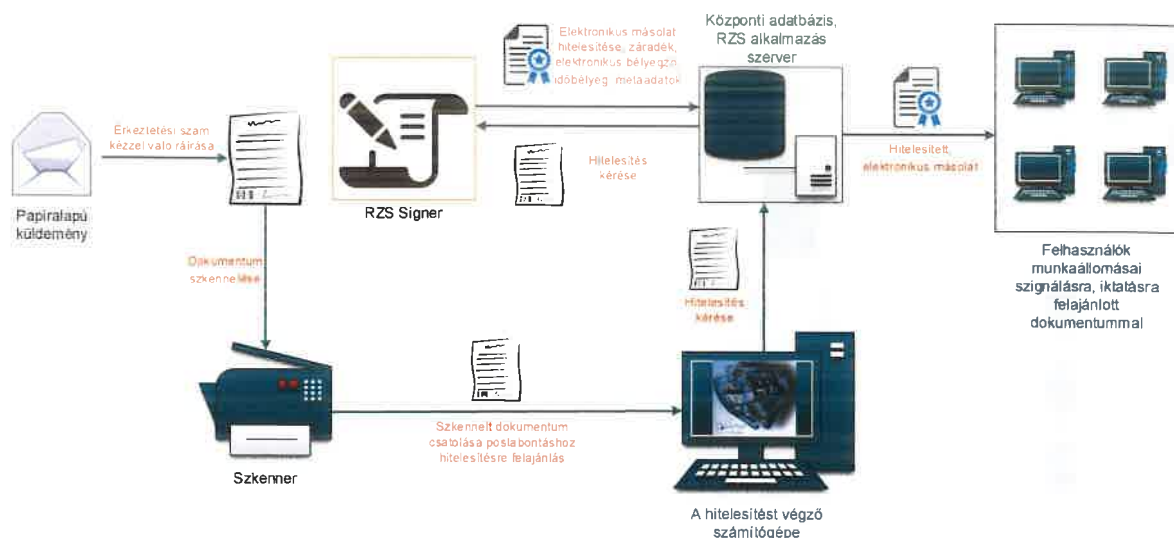 Elektronikus másolat
hitelesítése, záradék,
elektronikus bélyegző
időbélyeg, metaadatok
Központi adatbázis,
RZS alkalmazás
szerver
Érkeztetési szám
kézzel való ráírása
Papíralapú
küldemény
RZS Signer
Hitelesítés
kérése
Hitelesített,
elektronikus másolat
Felhasználók
munkaállomásai
szignálásra, iktatásra
felajánlott
dokumentummal
Dokumentum
szkennelése
Hitelesítés
kérése
Szkennelt dokumentum
csatolása postabontáshoz
hitelesítésre felajánlás
Szkenner
A hitelesítést végző
számítógépe